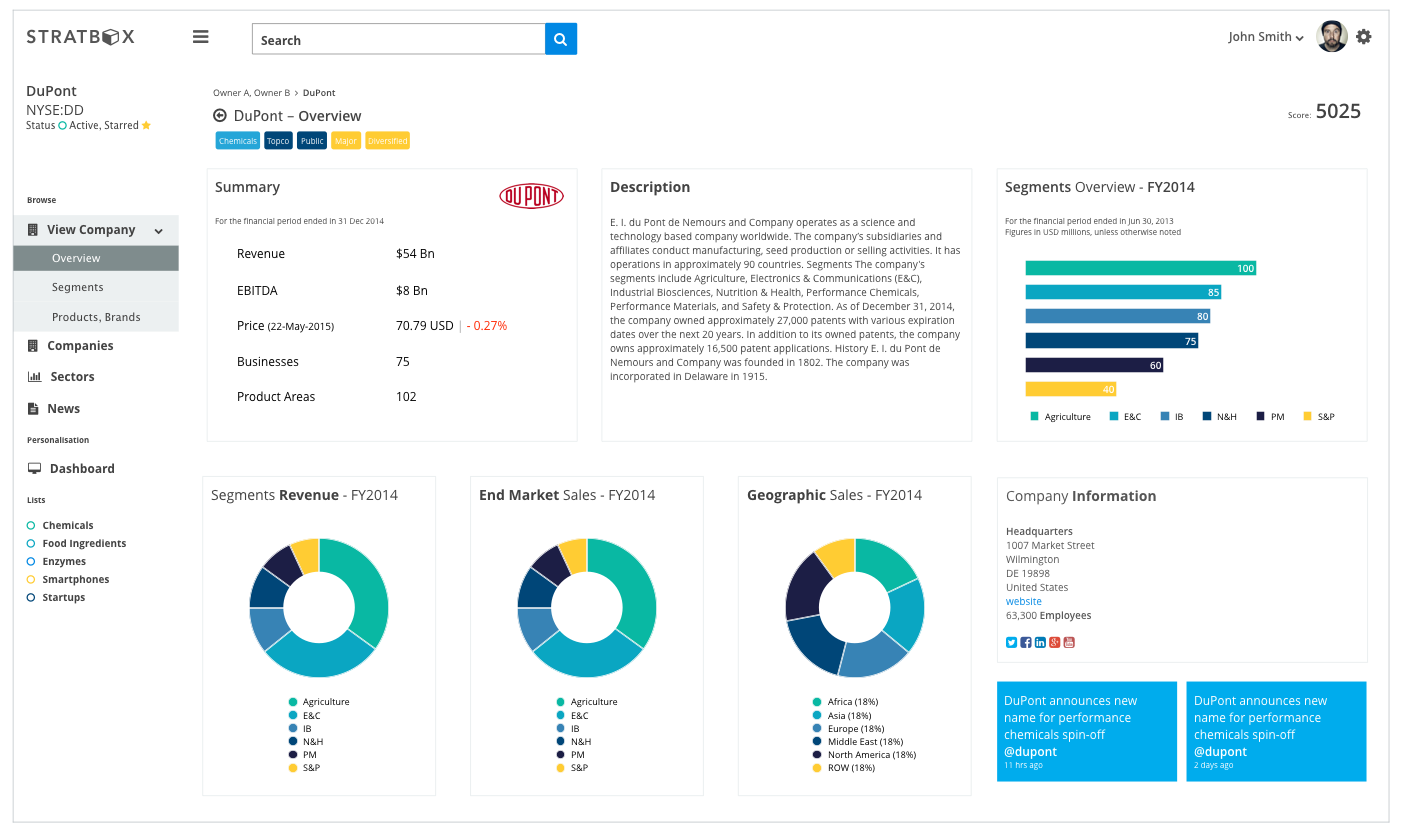 STRATBOX
Search
John Smith
DuPont
NYSE:DD
Status Active, Starred
Browse
View Company
Overview
Segments
Products, Brands
Companies
Sectors
News
Personalisation
Dashboard
Lists
Chemicals
Food Ingredients
Enzymes
Smartphones
Startups
Owner A, Owner B > DuPont
DuPont – Overview
Chemicals Topco Public Major Diversified
Score: 5025
Summary
DUPONT
For the financial period ended in 31 Dec 2014
Revenue $54 Bn
EBITDA $8 Bn
Price (22-May-2015) 70.79 USD | - 0.27%
Businesses 75
Product Areas 102
Description
E. I. du Pont de Nemours and Company operates as a science and
technology based company worldwide. The company's subsidiaries and
affiliates conduct manufacturing, seed production or selling activities. It has
operations in approximately 90 countries. Segments The company's
segments include Agriculture, Electronics & Communications (E&C),
Industrial Biosciences, Nutrition & Health, Performance Chemicals,
Performance Materials, and Safety & Protection. As of December 31, 2014,
the company owned approximately 27,000 patents with various expiration
dates over the next 20 years. In addition to its owned patents, the company
owns approximately 16,500 patent applications. History E. I. du Pont de
Nemours and Company was founded in 1802. The company was
incorporated in Delaware in 1915.
Segments Overview - FY2014
For the financial period ended in Jun 30, 2013
Figures in USD millions, unless otherwise noted
100
85
80
75
60
40
Agriculture E&C IB N&H PM S&P
Segments Revenue - FY2014
Agriculture
E&C
IB
N&H
PM
S&P
End Market Sales - FY2014
Agriculture
E&C
IB
N&H
PM
S&P
Geographic Sales - FY2014
Africa (18%)
Asia (18%)
Europe (18%)
Middle East (18%)
North America (18%)
ROW (18%)
Company Information
Headquarters
1007 Market Street
Wilmington
DE 19898
United States
website
63,300 Employees
DuPont announces new
name for performance
chemicals spin-off
@dupont
11 hrs ago
DuPont announces new
name for performance
chemicals spin-off
@dupont
2 days ago